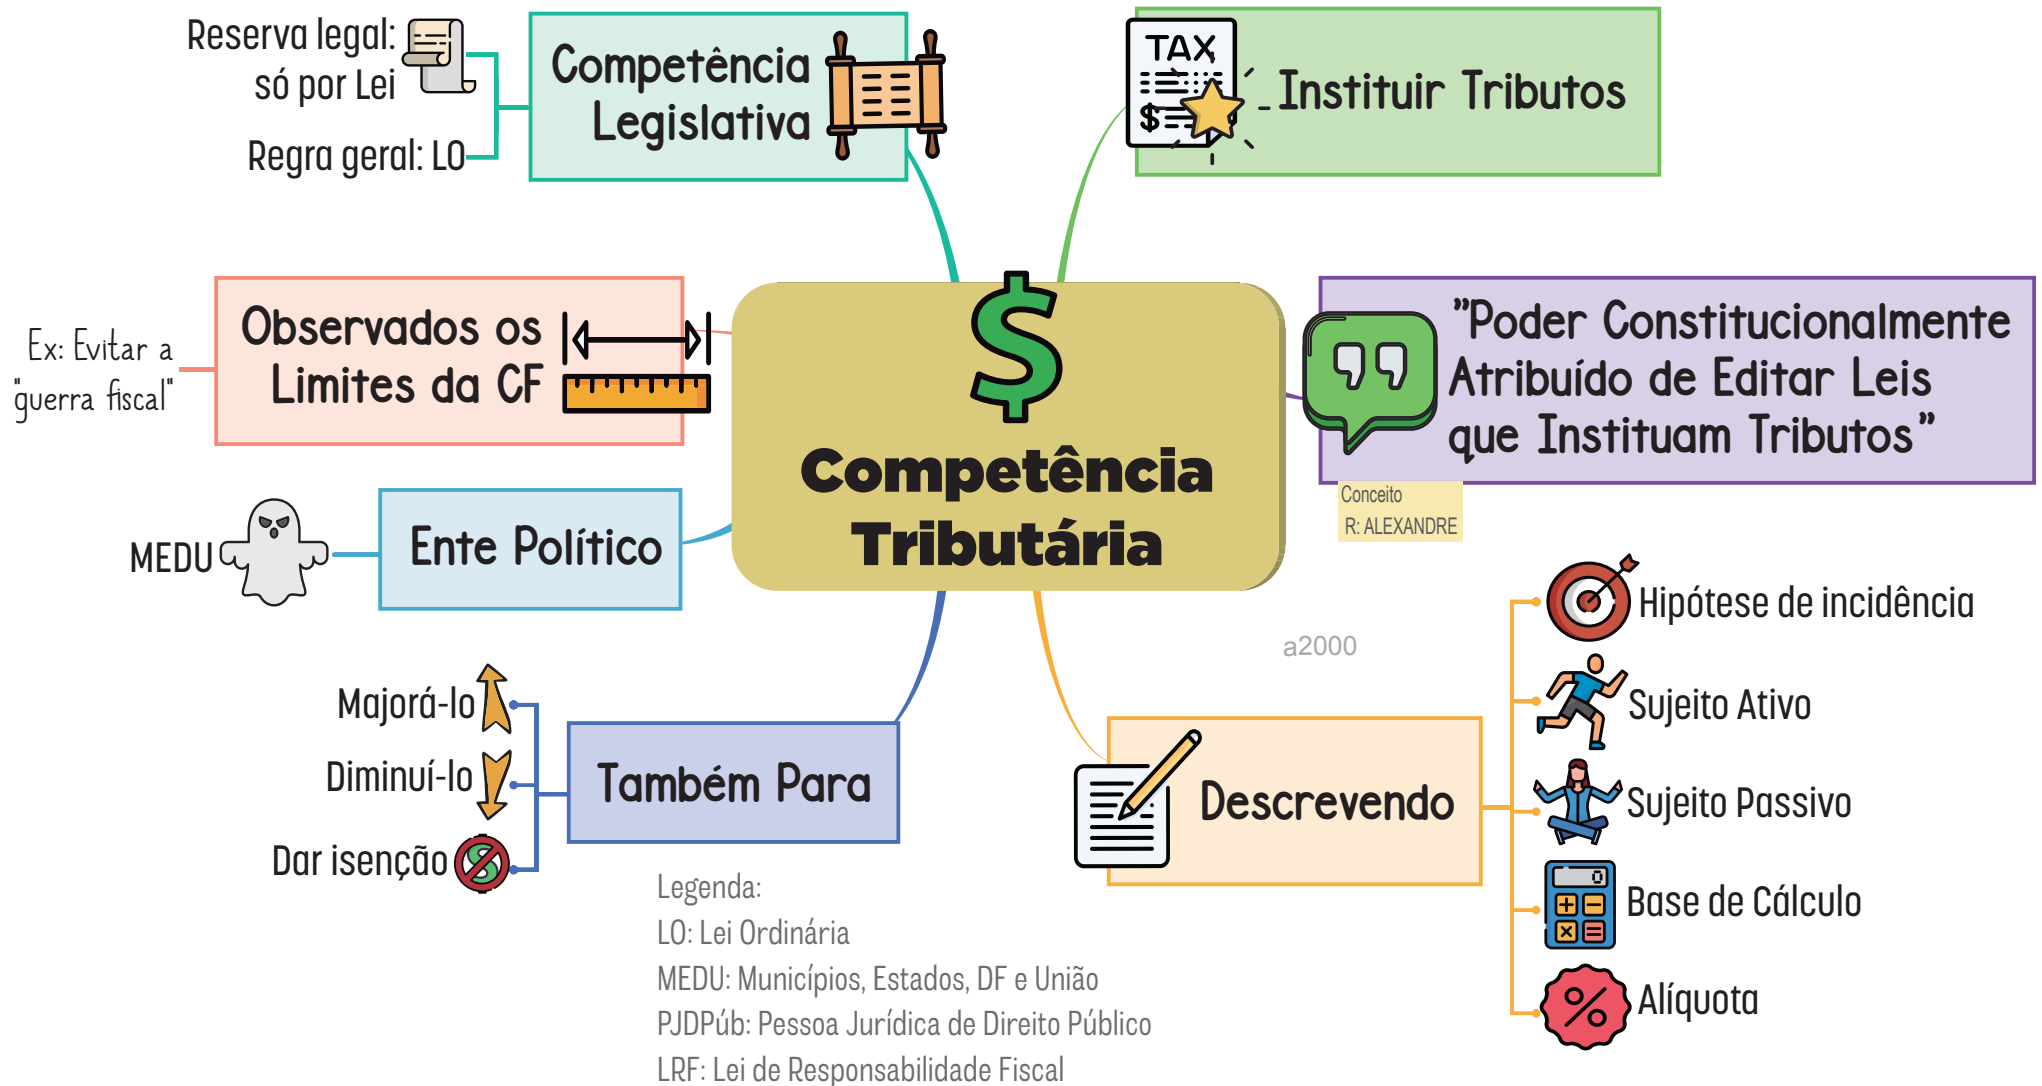 Reserva legal:
só por Lei
Regra geral: LO
Competência
Legislativa
TAX
$
Instituir Tributos
Ex: Evitar a
"guerra fiscal"
Observados os
Limites da CF
$
Competência
Tributária
"Poder Constitucionalmente
Atribuído de Editar Leis
que Instituam Tributos"
Conceito
R: ALEXANDRE
MEDU
Ente Político
a2000
Majorá-lo
Diminuí-lo
Dar isenção
Também Para
Descrevendo
Hipótese de incidência
Sujeito Ativo
Sujeito Passivo
0
Base de Cálculo
%
Alíquota
Legenda:
LO: Lei Ordinária
MEDU: Municípios, Estados, DF e União
PJDPúb: Pessoa Jurídica de Direito Público
LRF: Lei de Responsabilidade Fiscal